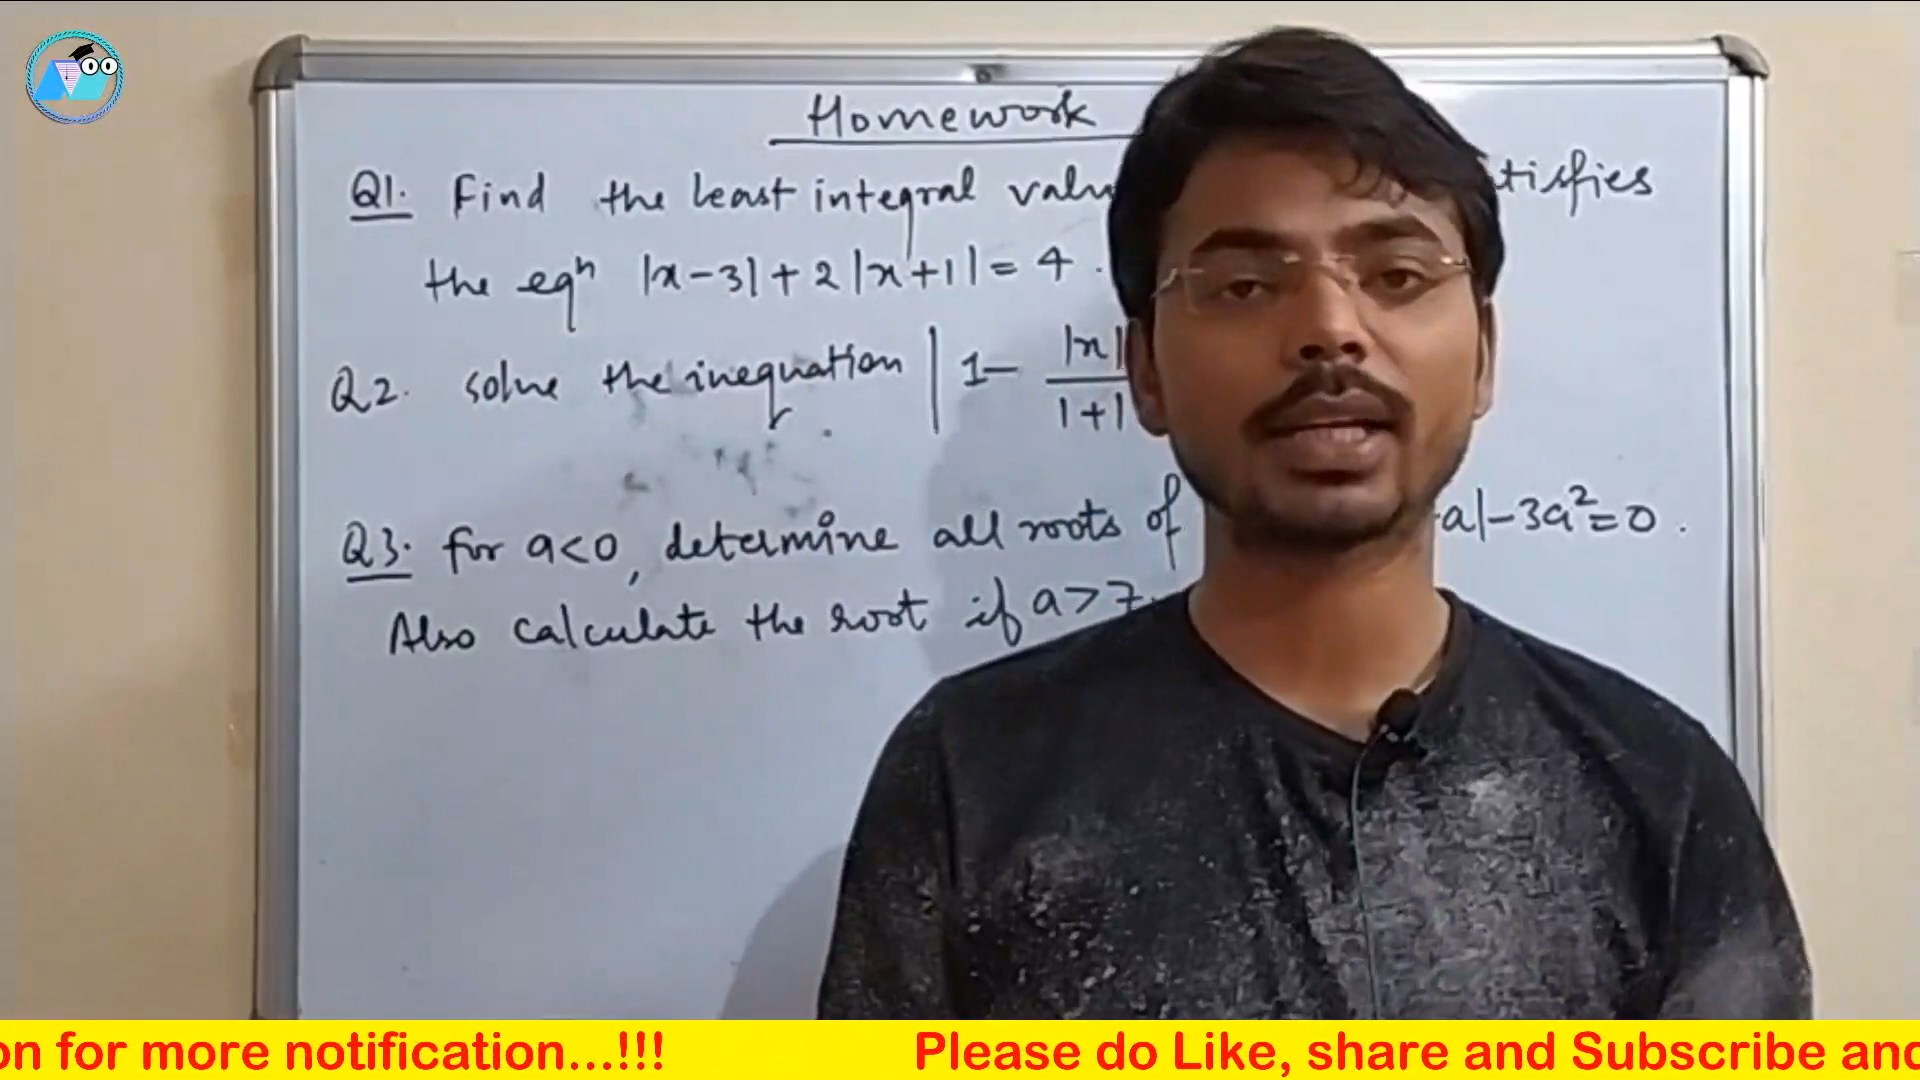 Homework
Q1. Find the least integral tisfies
the eqⁿ |x-3|+2|x+1|=4.
Q2. solve the inequation | 1- |x| / 1+|
Q3. for a<0, determine all roots of a|-3a²=0.
Also calculate the root if a>7.
on for more notification...!!! Please do Like, share and Subscribe and